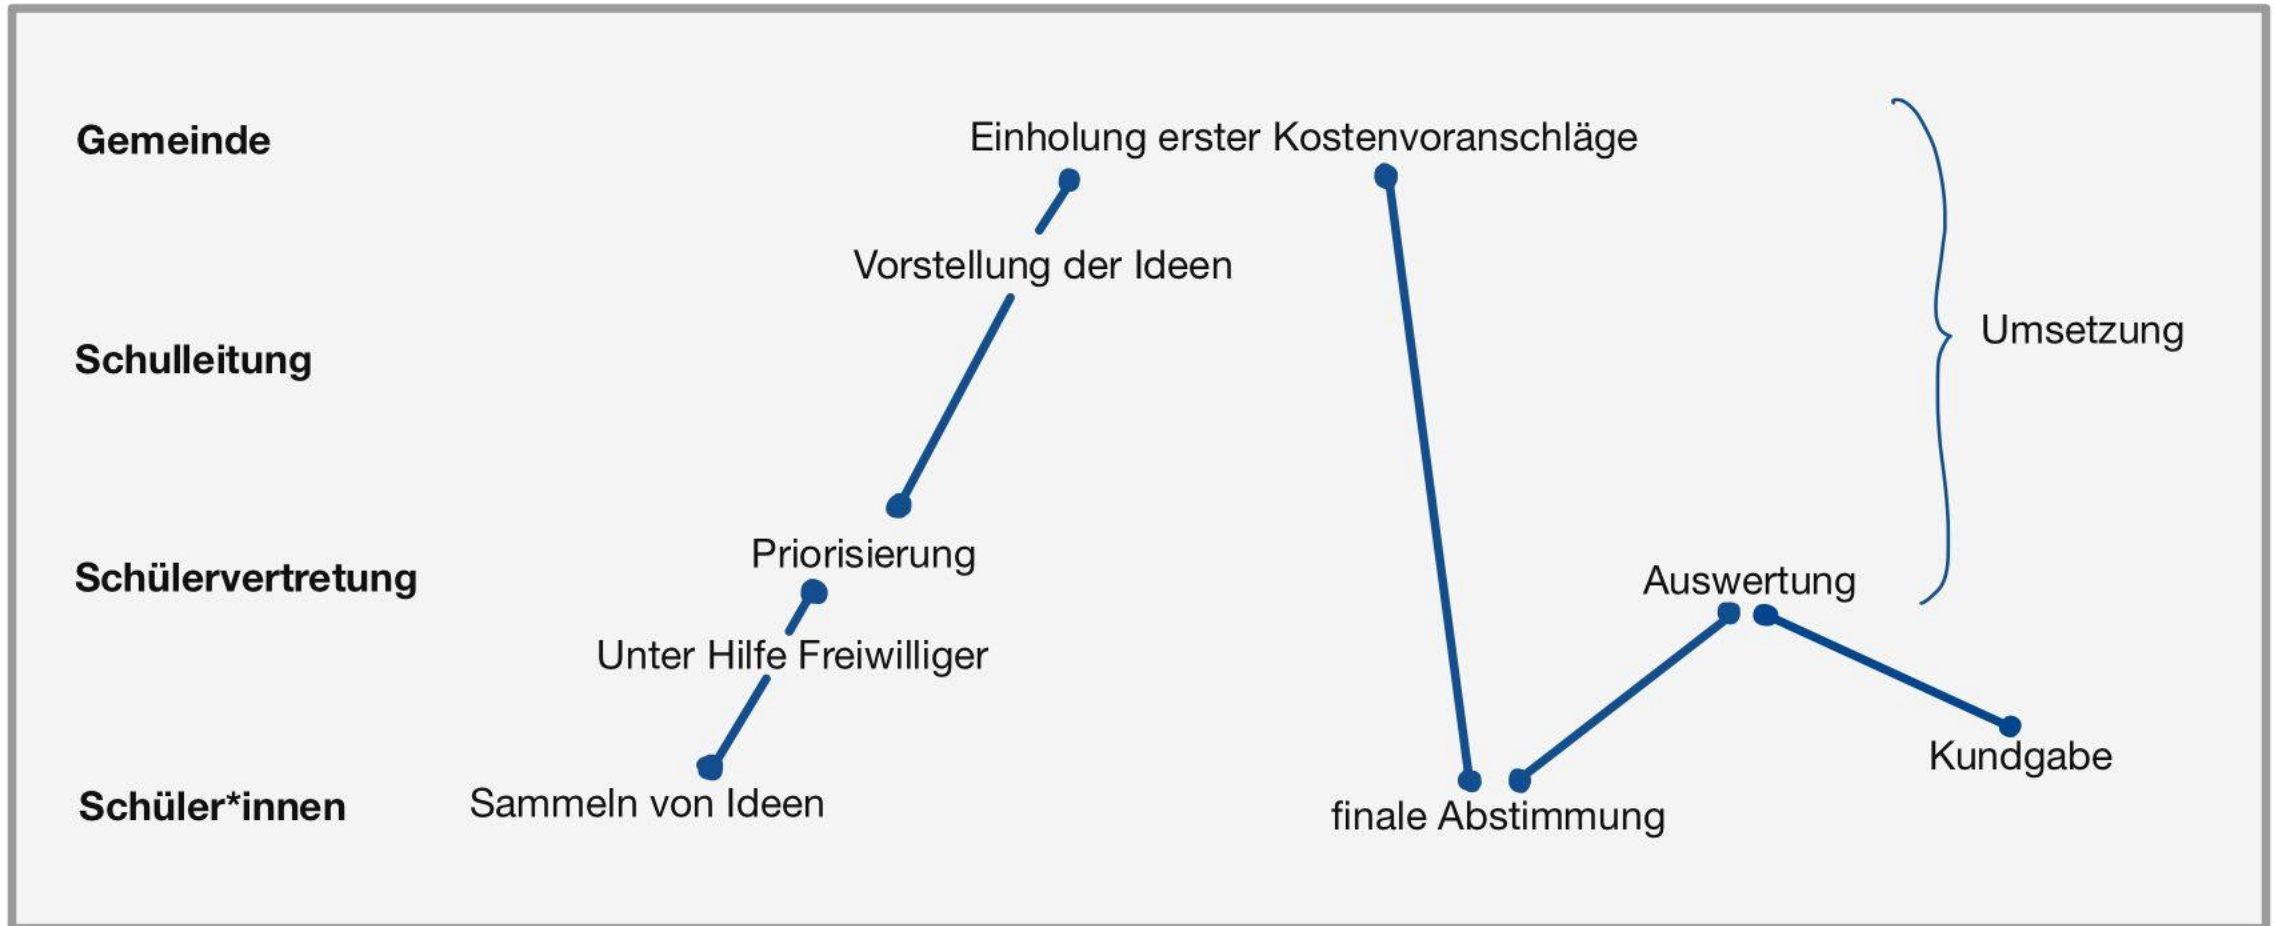 Gemeinde
Einholung erster Kostenvoranschläge
Vorstellung der Ideen
Umsetzung
Schulleitung
Priorisierung
Schülervertretung
Auswertung
Unter Hilfe Freiwilliger
Kundgabe
Schüler*innen
Sammeln von Ideen
finale Abstimmung